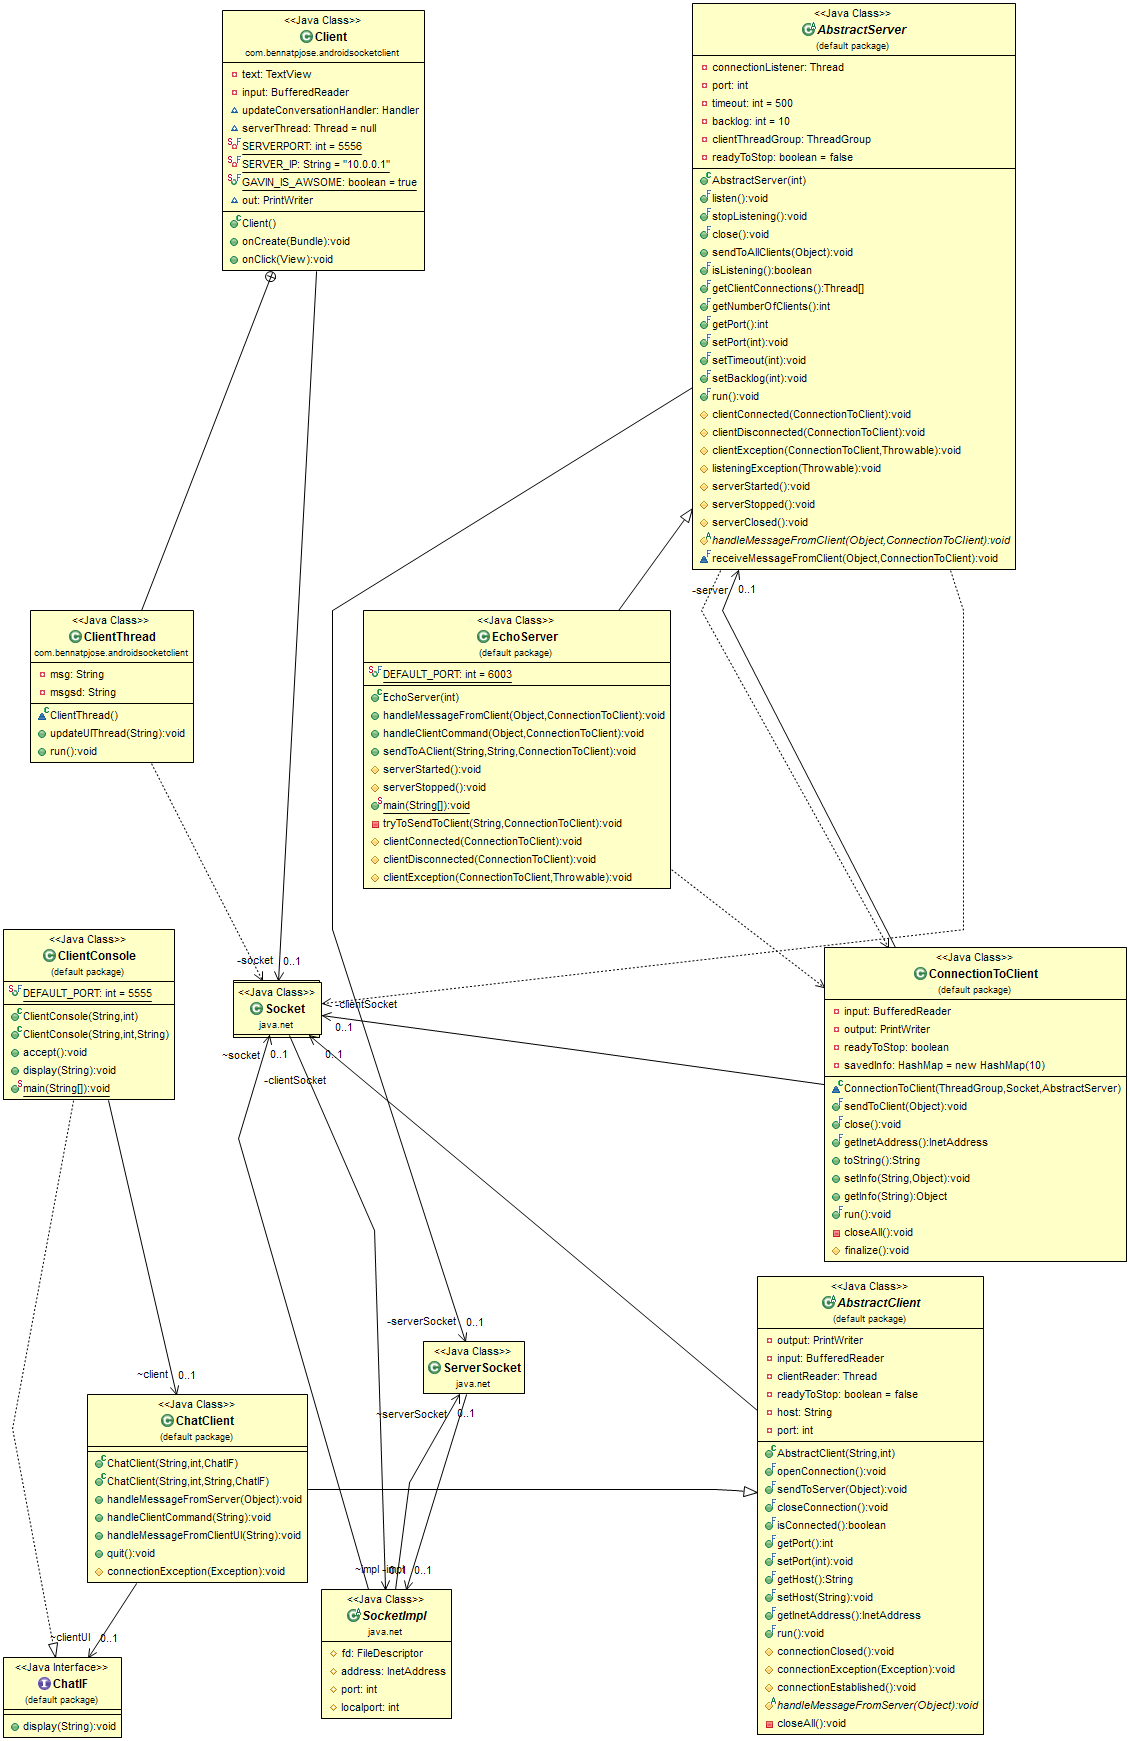 <<Java Class>>
Client
com.bennatpjose.androidsocketclient
text: TextView
input: BufferedReader
updateConversationHandler: Handler
serverThread: Thread = null
SERVERPORT: int = 5556
SERVER_IP: String = "10.0.0.1"
GAVIN_IS_AWSOME: boolean = true
out: PrintWriter
Client()
onCreate(Bundle):void
onClick(View):void
<<Java Class>>
AbstractServer
(default package)
connectionListener: Thread
port: int
timeout: int = 500
backlog: int = 10
clientThreadGroup: ThreadGroup
readyToStop: boolean = false
AbstractServer(int)
listen():void
stopListening():void
close():void
sendToAllClients(Object):void
isListening():boolean
getClientConnections():Thread[]
getNumberOfClients():int
getPort():int
setPort(int):void
setTimeout(int):void
setBacklog(int):void
run():void
clientConnected(ConnectionToClient):void
clientDisconnected(ConnectionToClient):void
clientException(ConnectionToClient,Throwable):void
listeningException(Throwable):void
serverStarted():void
serverStopped():void
serverClosed():void
handleMessageFromClient(Object,ConnectionToClient):void
receiveMessageFromClient(Object,ConnectionToClient):void
-server 0..1
<<Java Class>>
ClientThread
com.bennatpjose.androidsocketclient
msg: String
msgsd: String
ClientThread()
updateUIThread(String):void
run():void
<<Java Class>>
EchoServer
(default package)
DEFAULT_PORT: int = 6003
EchoServer(int)
handleMessageFromClient(Object,ConnectionToClient):void
handleClientCommand(Object,ConnectionToClient):void
sendToAClient(String,String,ConnectionToClient):void
serverStarted():void
serverStopped():void
main(String[]):void
tryToSendToClient(String,ConnectionToClient):void
clientConnected(ConnectionToClient):void
clientDisconnected(ConnectionToClient):void
clientException(ConnectionToClient,Throwable):void
<<Java Class>>
ClientConsole
(default package)
DEFAULT_PORT: int = 5555
ClientConsole(String,int)
ClientConsole(String,int,String)
accept():void
display(String):void
main(String[]):void
-socket 0..1
<<Java Class>>
Socket
java.net
-clientSocket
0..1
~socket 0..1
0..1
-clientSocket
<<Java Class>>
ConnectionToClient
(default package)
input: BufferedReader
output: PrintWriter
readyToStop: boolean
savedInfo: HashMap = new HashMap(10)
ConnectionToClient(ThreadGroup,Socket,AbstractServer)
sendToClient(Object):void
close():void
getInetAddress():InetAddress
toString():String
setInfo(String,Object):void
getInfo(String):Object
run():void
closeAll():void
finalize():void
-serverSocket 0..1
<<Java Class>>
ServerSocket
java.net
~serverSocket 0..1
~client 0..1
<<Java Class>>
ChatClient
(default package)
ChatClient(String,int,ChatIF)
ChatClient(String,int,String,ChatIF)
handleMessageFromServer(Object):void
handleClientCommand(String):void
handleMessageFromClientUI(String):void
quit():void
connectionException(Exception):void
<<Java Class>>
AbstractClient
(default package)
output: PrintWriter
input: BufferedReader
clientReader: Thread
readyToStop: boolean = false
host: String
port: int
AbstractClient(String,int)
openConnection():void
sendToServer(Object):void
closeConnection():void
isConnected():boolean
getPort():int
setPort(int):void
getHost():String
setHost(String):void
getInetAddress():InetAddress
run():void
connectionClosed():void
connectionException(Exception):void
connectionEstablished():void
handleMessageFromServer(Object):void
closeAll():void
~impl -impl 0..1
<<Java Class>>
SocketImpl
java.net
fd: FileDescriptor
address: InetAddress
port: int
localport: int
~clientUI 0..1
<<Java Interface>>
ChatIF
(default package)
display(String):void